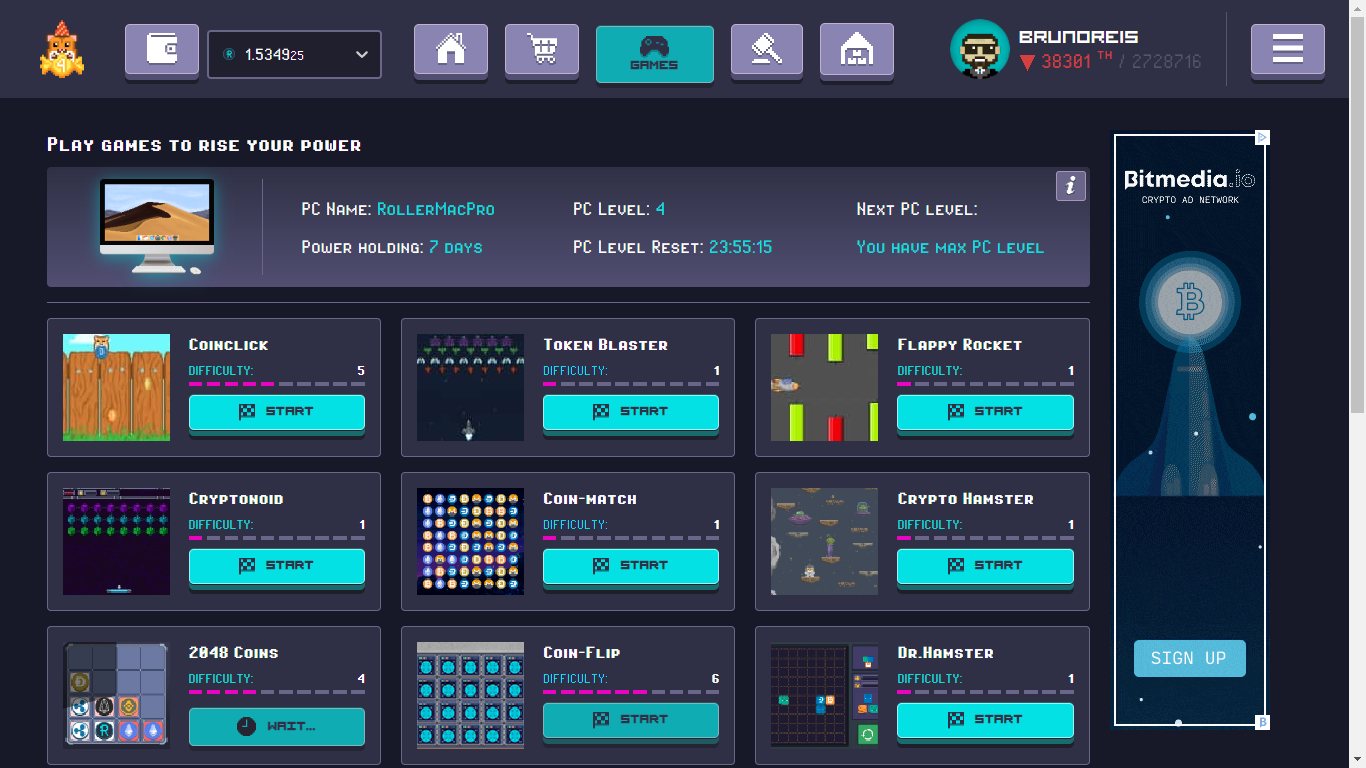 1.534925
GAMES
BRUNOREIS
38301 TH / 2728716
Play games to rise your power
PC Name: RollerMacPro
PC Level: 4
Next PC level:
Power holding: 7 days
PC Level Reset: 23:55:15
You have max PC level
i
Coinclick
DIFFICULTY: 5
START
Token Blaster
DIFFICULTY: 1
START
Flappy Rocket
DIFFICULTY: 1
START
Cryptonoid
DIFFICULTY: 1
START
Coin-match
DIFFICULTY: 1
START
Crypto Hamster
DIFFICULTY: 1
START
2048 Coins
DIFFICULTY: 4
WAIT...
Coin-Flip
DIFFICULTY: 6
START
Dr.Hamster
DIFFICULTY: 1
START
Bitmedia.io
CRYPTO AD NETWORK
SIGN UP